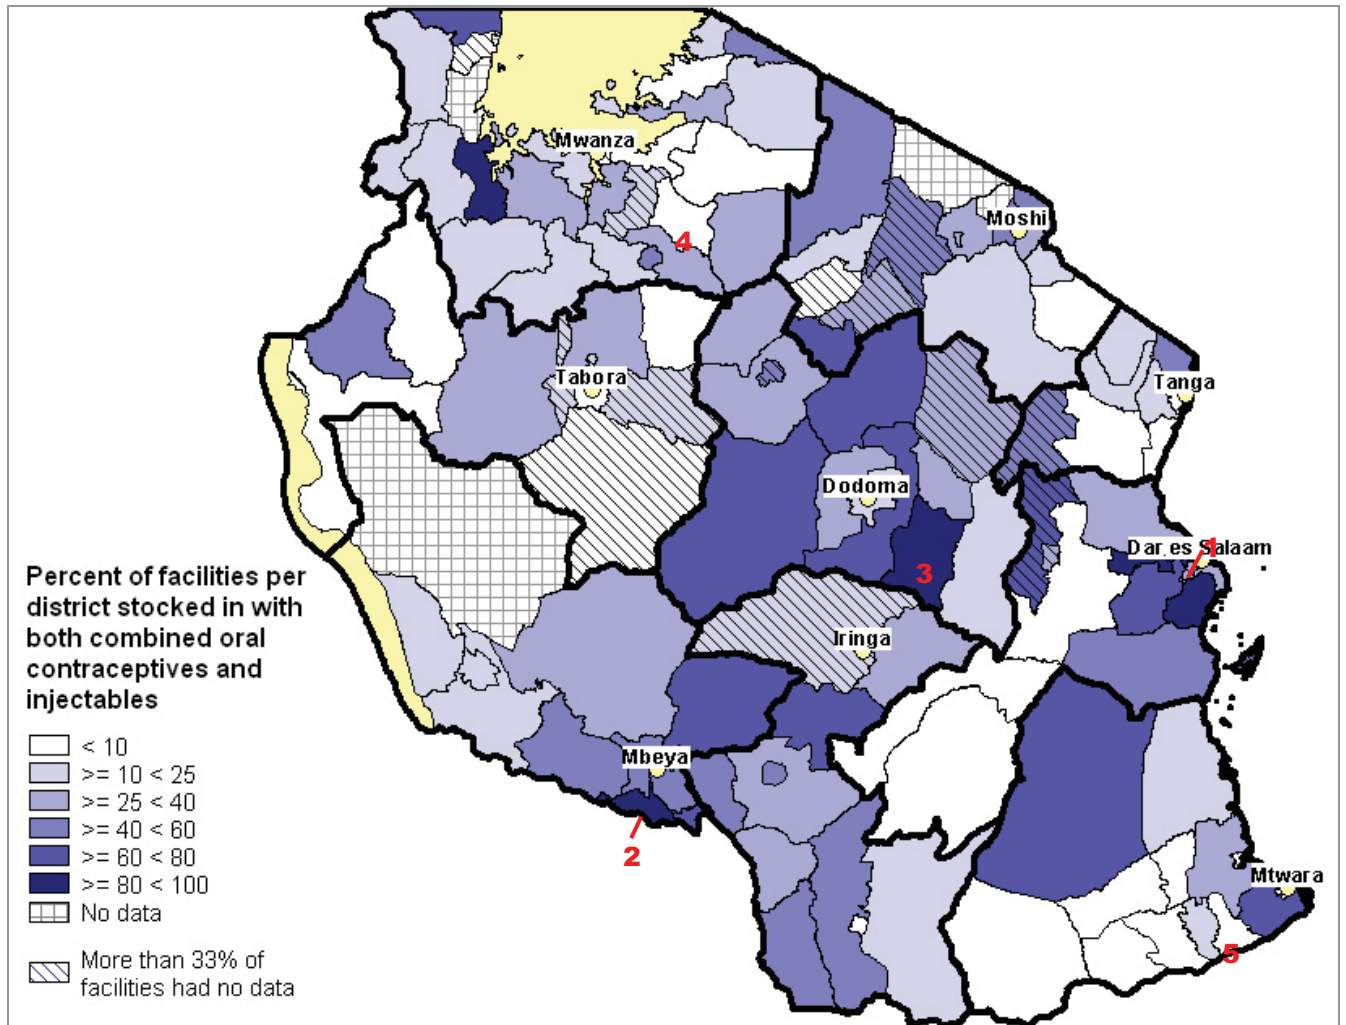 Mwanza
Moshi
4
Tabora
Tanga
Dodoma
Dar es Salaam
1
3
Iringa
Mbeya
2
Mtwara
5
Percent of facilities per
district stocked in with
both combined oral
contraceptives and
injectables
< 10
>= 10 < 25
>= 25 < 40
>= 40 < 60
>= 60 < 80
>= 80 < 100
No data
More than 33% of
facilities had no data